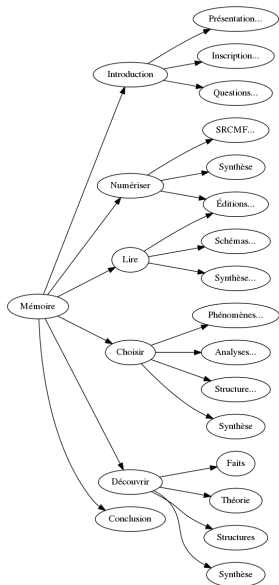 Présentation...
Inscription...
Introduction
Questions...
SRCMF...
Synthèse
Numériser
Éditions...
Lire
Schémas...
Synthèse...
Mémoire
Phénomènes...
Choisir
Analyses...
Structure...
Synthèse
Faits
Découvrir
Théorie
Conclusion
Structures
Synthèse